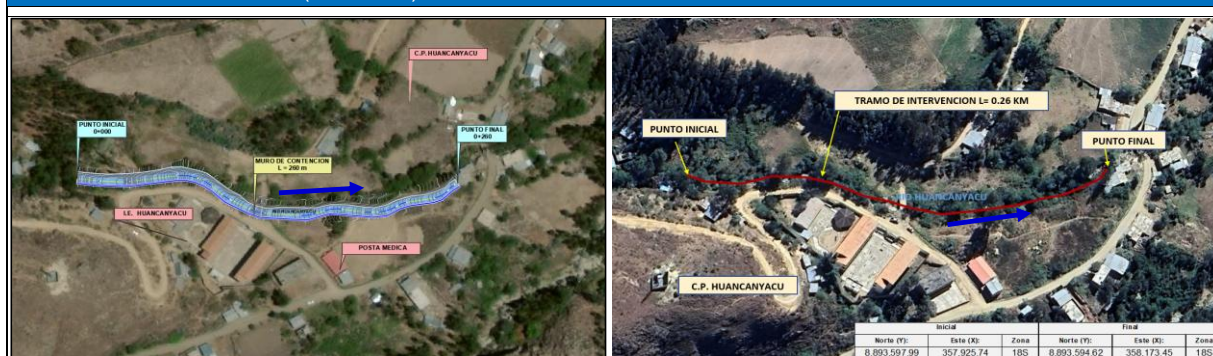 C.P. HUANCANYACU
PUNTO INICIAL
0+000
PUNTO FINAL
0+260
MURO DE CONTENCION
L = 260 m
I.E. HUANCANYACU
POSTA MEDICA
TRAMO DE INTERVENCION L= 0.26 KM
PUNTO INICIAL
PUNTO FINAL
HUANCANYACU
C.P. HUANCANYACU
Inicial Final
Norte (Y): Este (X): Zona Norte (Y): Este (X): Zona
8,893,597.99 357,925.74 18S 8,893,594.62 358,173.45 18S